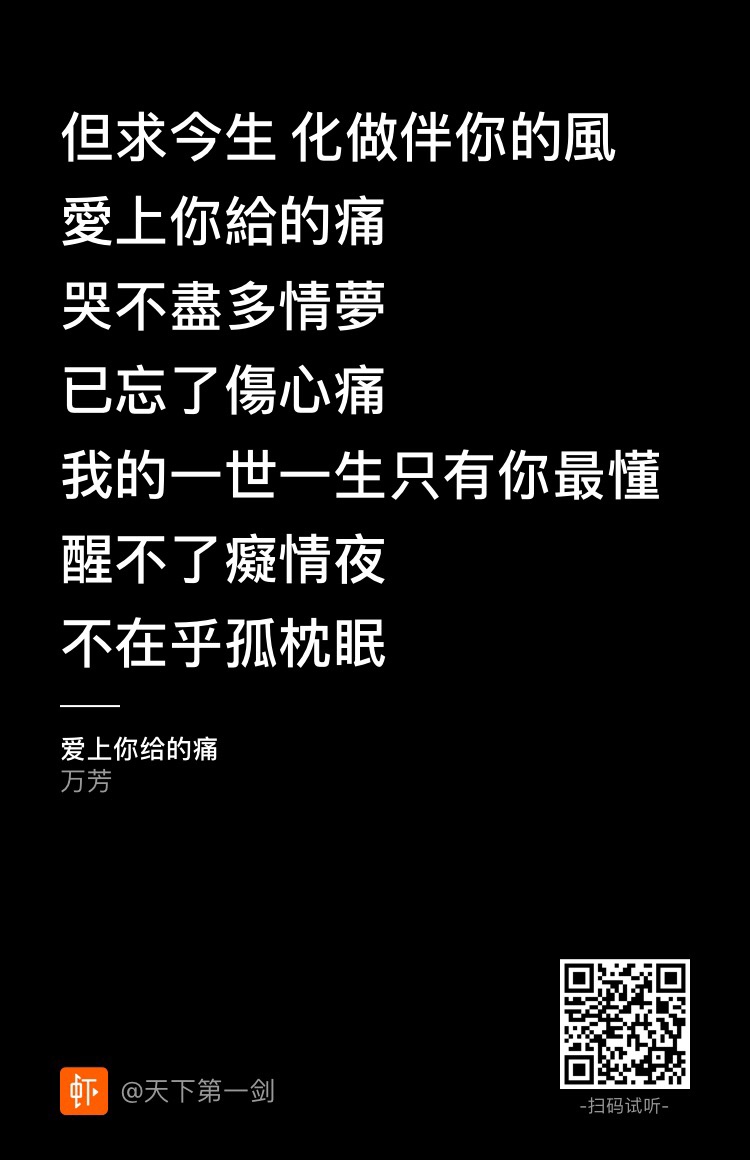 但求今生 化做伴你的風
愛上你給的痛
哭不盡多情夢
已忘了傷心痛
我的一世一生只有你最懂
醒不了癡情夜
不在乎孤枕眠
爱上你给的痛
万芳
虾
@天下第一剑
-扫码试听-